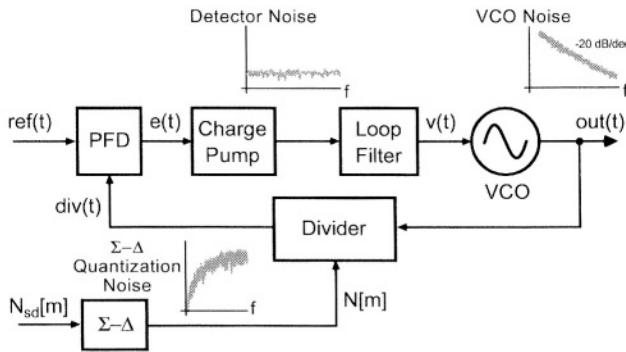 Detector Noise
f
VCO Noise
-20 dB/dec
f
ref(t)
PFD
e(t)
Charge
Pump
Loop
Filter
v(t)
VCO
out(t)
div(t)
Divider
Σ−Δ
Quantization
Noise
f
N[m]
Nsd[m]
Σ−Δ